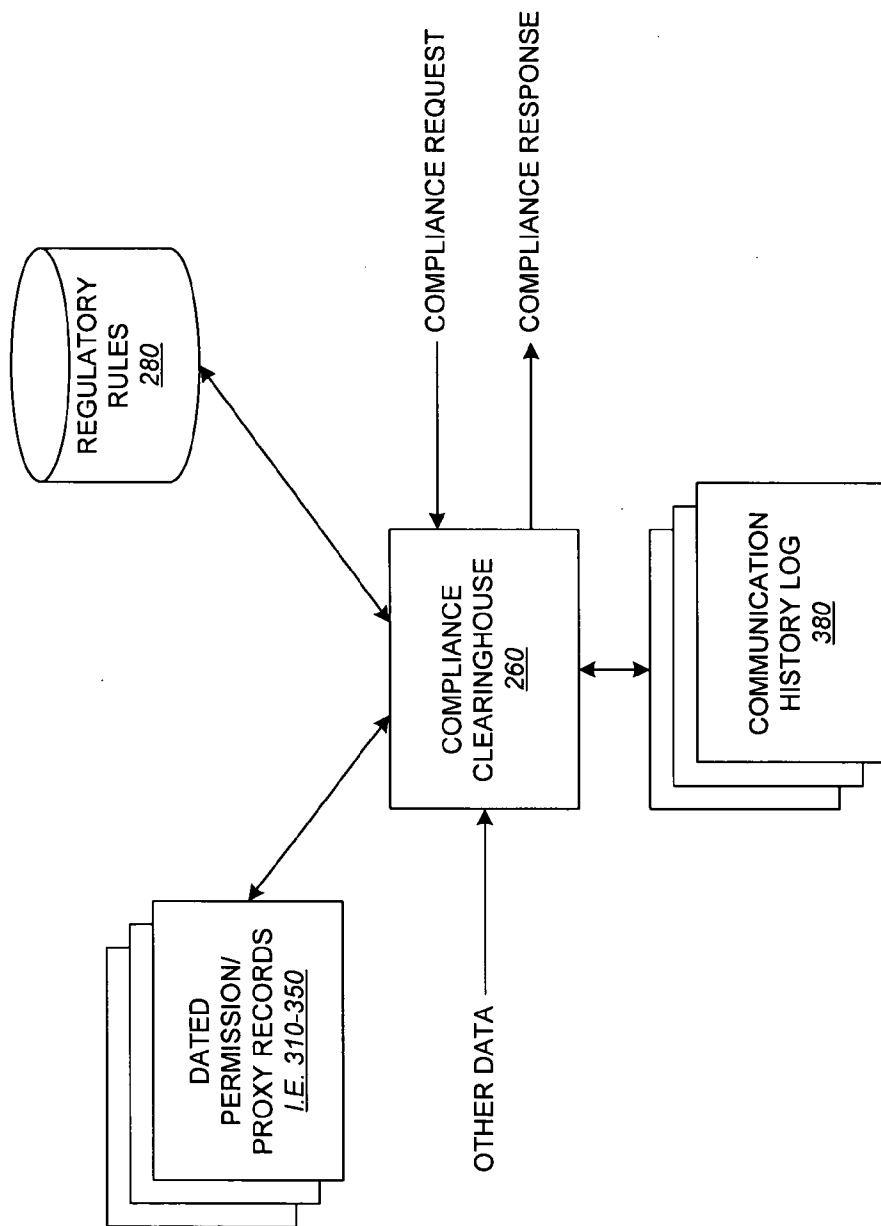 DATED
PERMISSION/
PROXY RECORDS
I.E. 310-350
REGULATORY
RULES
280
OTHER DATA
COMPLIANCE
CLEARINGHOUSE
260
COMPLIANCE REQUEST
COMPLIANCE RESPONSE
COMMUNICATION
HISTORY LOG
380